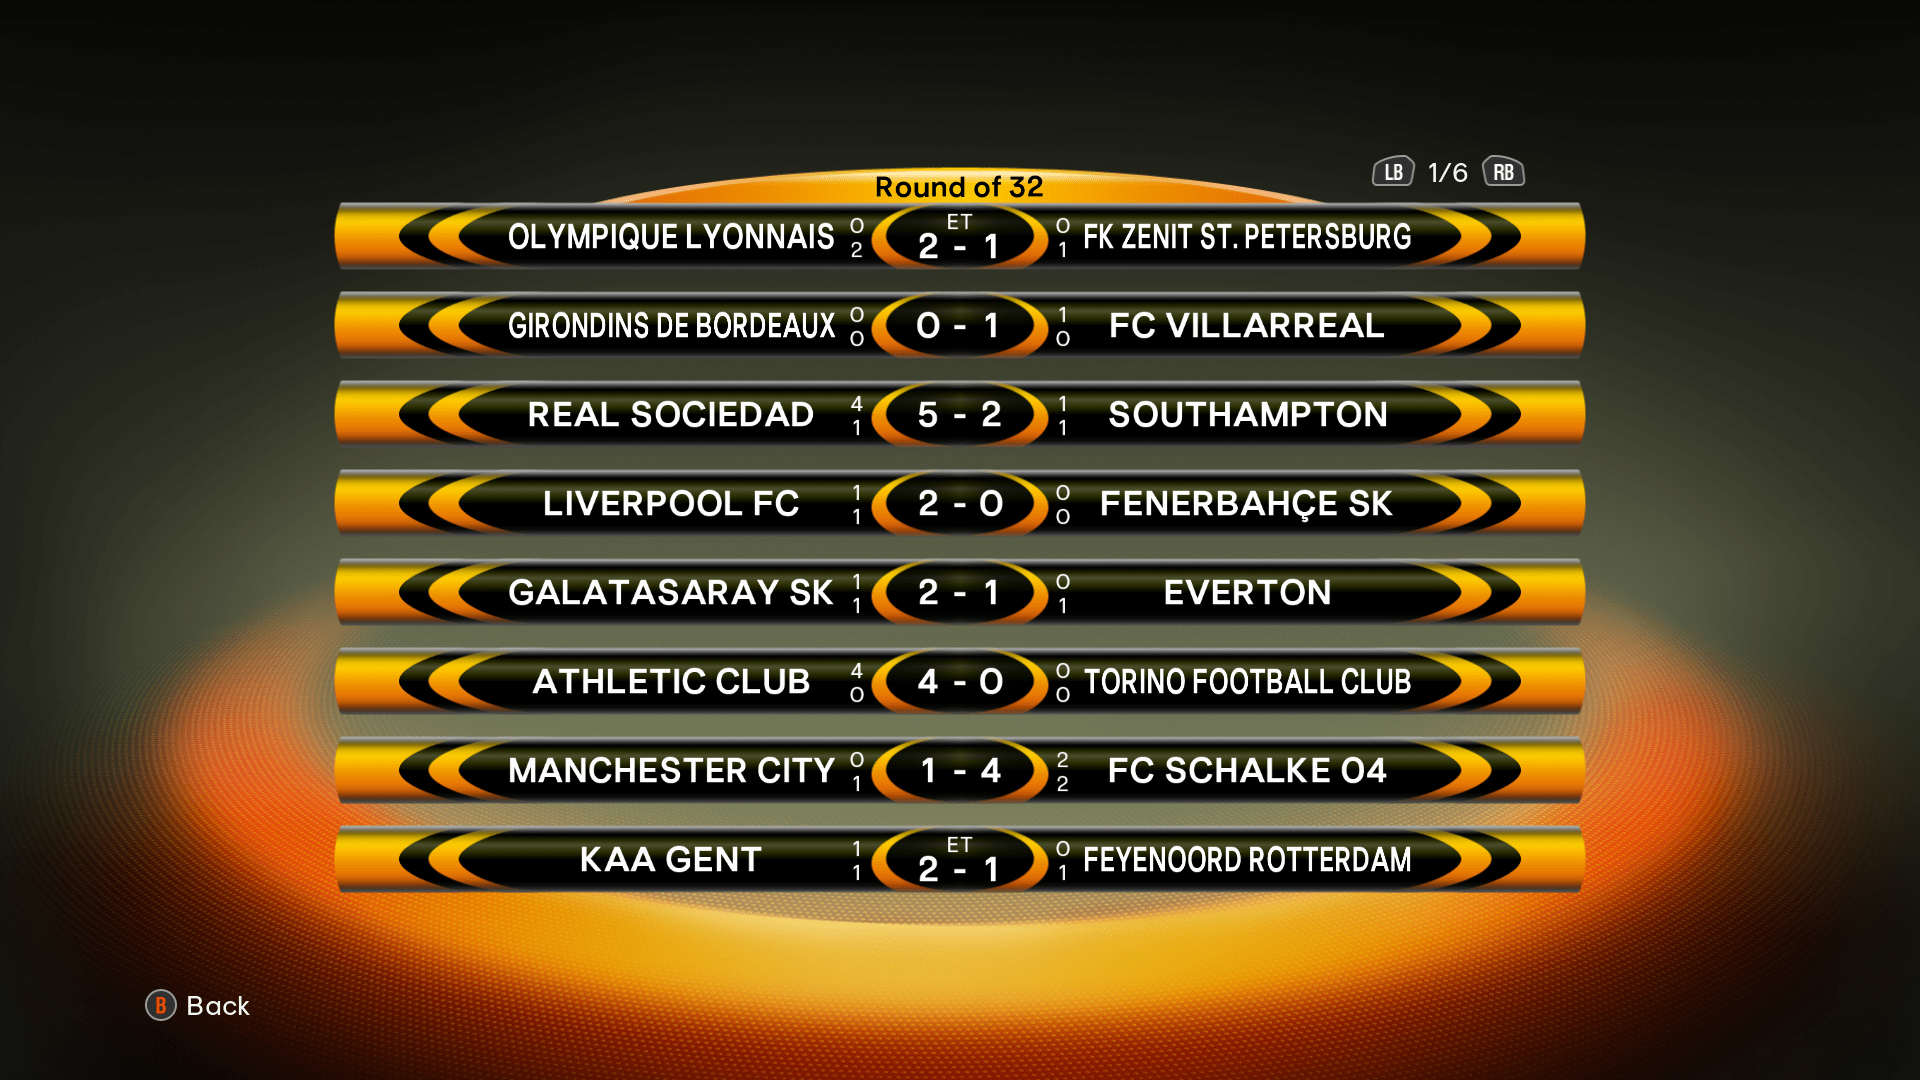 LB 1/6 RB
Round of 32
OLYMPIQUE LYONNAIS 0 2 ET 2 - 1 0 1 FK ZENIT ST. PETERSBURG
GIRONDINS DE BORDEAUX 0 0 0 - 1 1 0 FC VILLARREAL
REAL SOCIEDAD 4 1 5 - 2 1 1 SOUTHAMPTON
LIVERPOOL FC 1 1 2 - 0 0 0 FENERBAHÇE SK
GALATASARAY SK 1 1 2 - 1 0 1 EVERTON
ATHLETIC CLUB 4 0 4 - 0 0 0 TORINO FOOTBALL CLUB
MANCHESTER CITY 0 1 1 - 4 2 2 FC SCHALKE 04
KAA GENT 1 1 ET 2 - 1 0 1 FEYENOORD ROTTERDAM
B Back